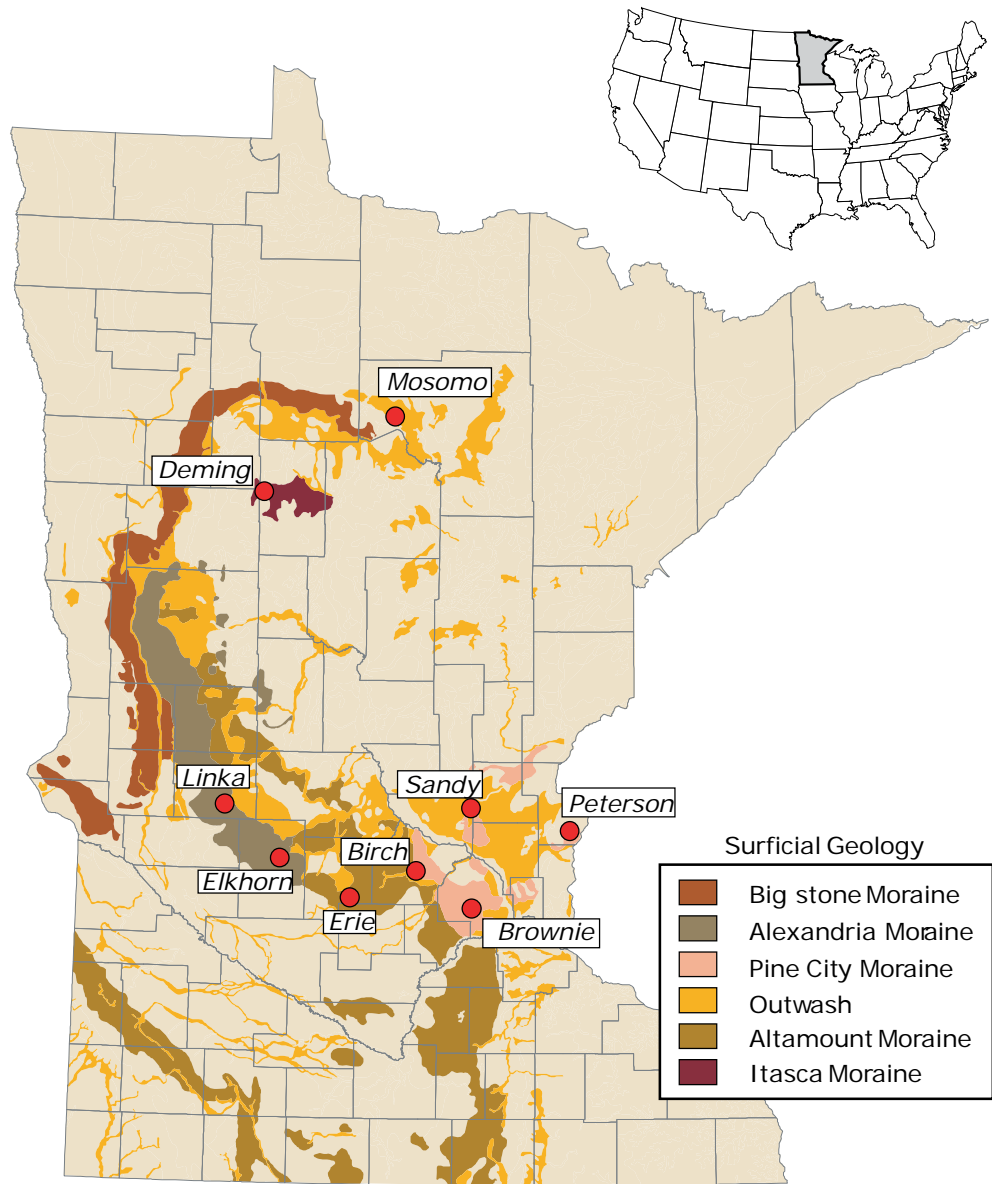 Mosomo
Deming
Linka
Sandy
Peterson
Birch
Elkhorn
Erie
Brownie
Surficial Geology
Big stone Moraine
Alexandria Moraine
Pine City Moraine
Outwash
Altamount Moraine
Itasca Moraine